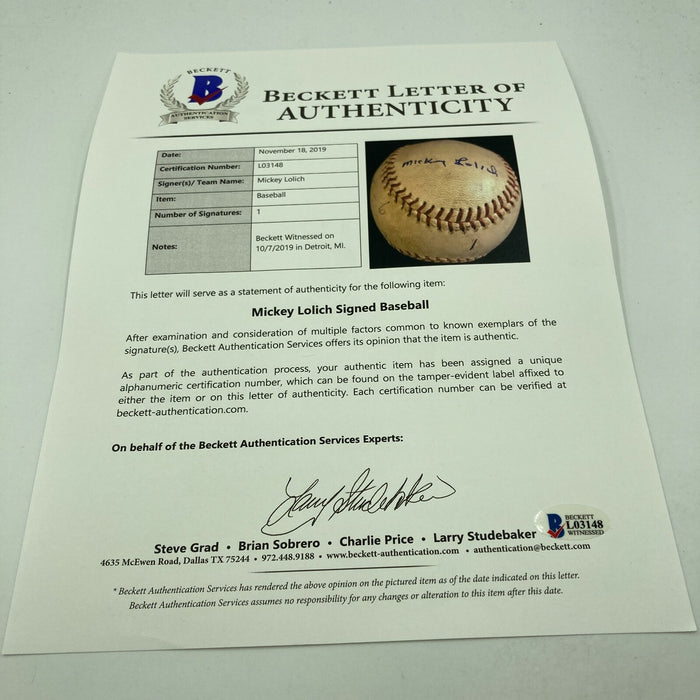 BECKETT
B
AUTHENTICATION
SERVICES
BECKETT LETTER OF
AUTHENTICITY
Date: November 18, 2019
Certification Number: L03148
Signer(s)/ Team Name: Mickey Lolich
Item: Baseball
Number of Signatures: 1
Notes: Beckett Witnessed on
10/7/2019 in Detroit, MI.
Mickey Lolich
This letter will serve as a statement of authenticity for the following item:
Mickey Lolich Signed Baseball
After examination and consideration of multiple factors common to known exemplars of the
signature(s), Beckett Authentication Services offers its opinion that the item is authentic.
As part of the authentication process, your authentic item has been assigned a unique
alphanumeric certification number, which can be found on the tamper-evident label affixed to
either the item or on this letter of authenticity. Each certification number can be verified at
beckett-authentication.com.
On behalf of the Beckett Authentication Services Experts:
Larry Studebaker
Steve Grad • Brian Sobrero • Charlie Price • Larry Studebaker
4635 McEwen Road, Dallas TX 75244 • 972.448.9188 • www.beckett-authentication.com • authentication@beckett.com
B BECKETT
L03148
WITNESSED
* Beckett Authentication Services has rendered the above opinion on the pictured item as of the date indicated on this letter.
Beckett Authentication Services assumes no responsibility for any changes or alteration to this item after this date.